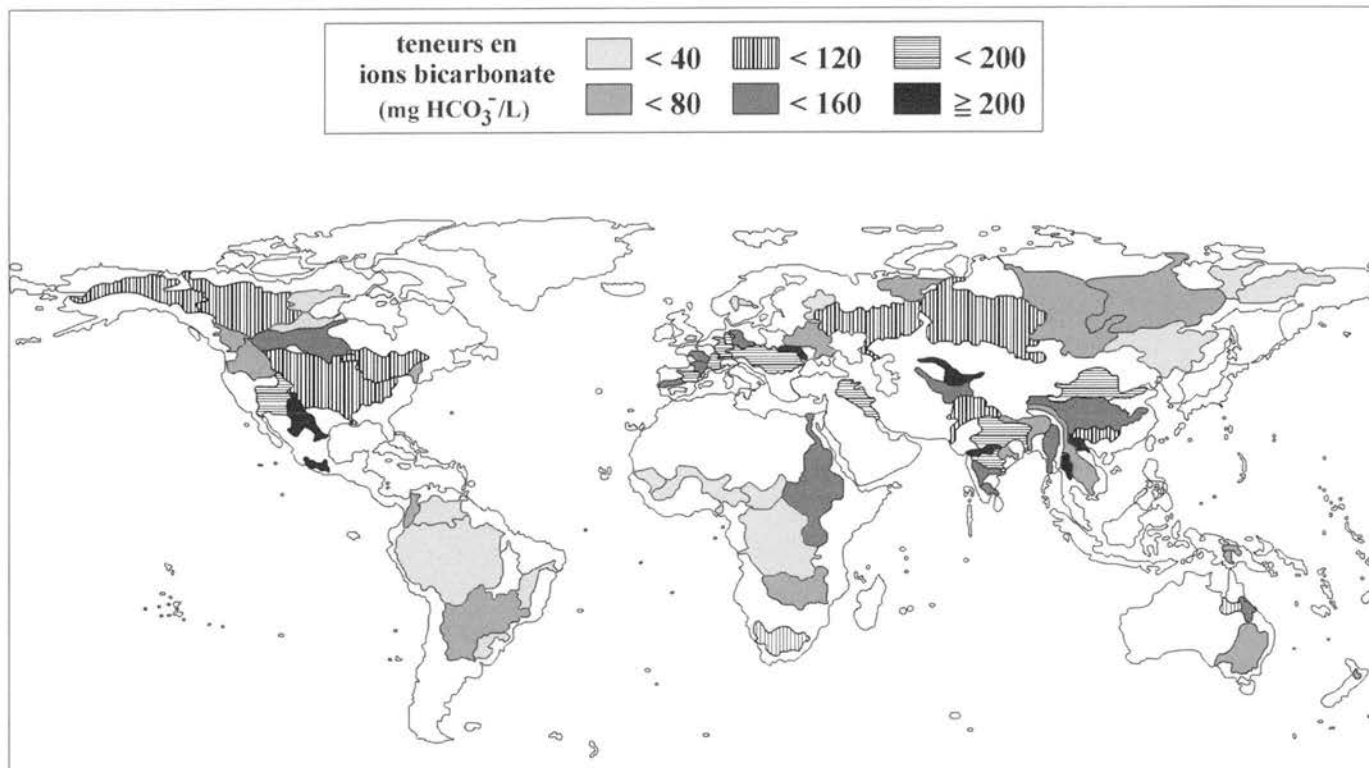 teneurs en
ions bicarbonate
(mg HCO₃⁻/L)
< 40
< 120
< 200
< 80
< 160
≧ 200